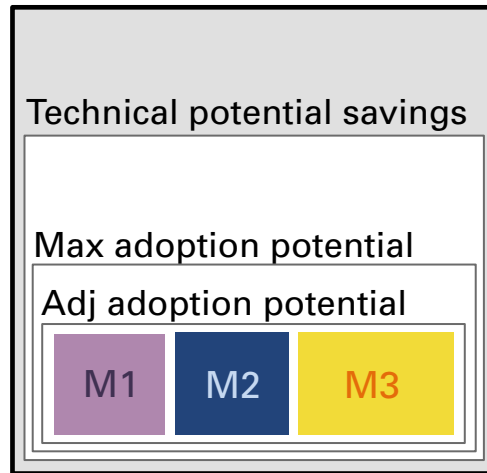 Technical potential savings
Max adoption potential
Adj adoption potential
M1 M2 M3